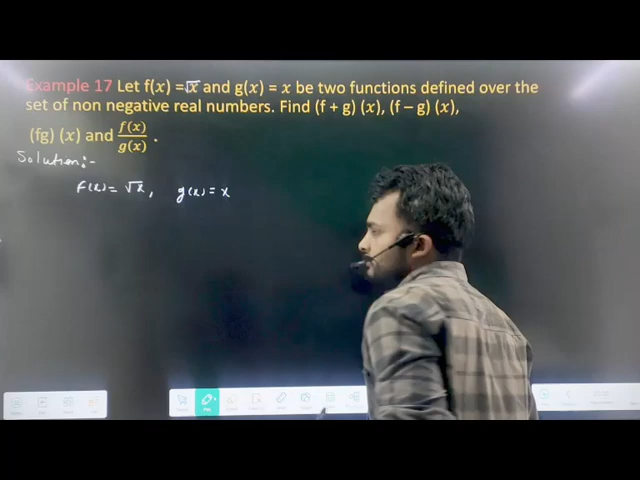 Example 17 Let f(x) =√x and g(x) = x be two functions defined over the
set of non negative real numbers. Find (f + g) (x), (f – g) (x),
(fg) (x) and f(x)/g(x) .
Solution:-
f(x) = √x, g(x) = x
Pen